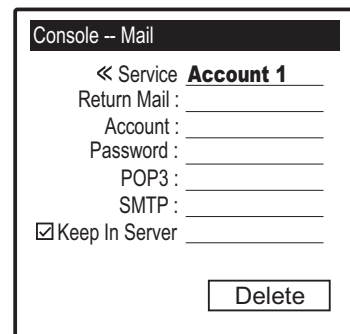 Console -- Mail
≪ Service Account 1
Return Mail :
Account :
Password :
POP3 :
SMTP :
☑ Keep In Server
Delete